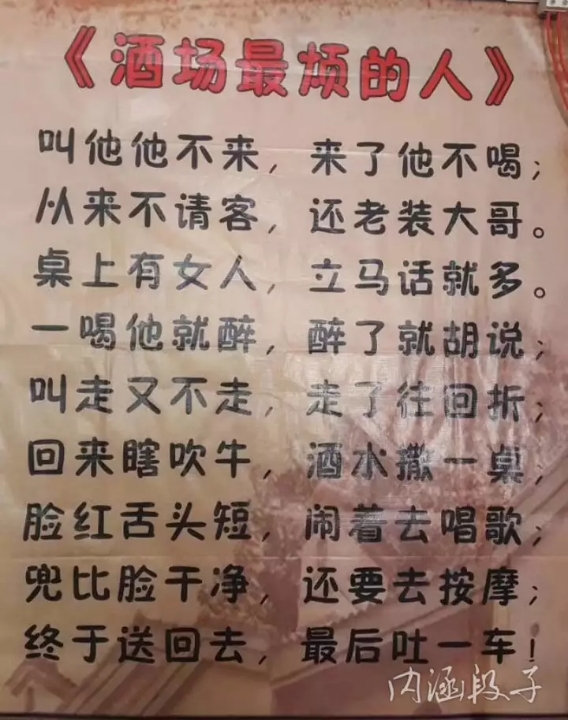 《酒场最烦的人》
叫他他不来，来了他不喝；
从来不请客，还老装大哥。
桌上有女人，立马话就多。
一喝他就醉，醉了就胡说；
叫走又不走，走了往回折；
回来瞎吹牛，酒水撒一桌，
脸红舌头短，闹着去唱歌；
兜比脸干净，还要去按摩；
终于送回去，最后吐一车！
内涵段子